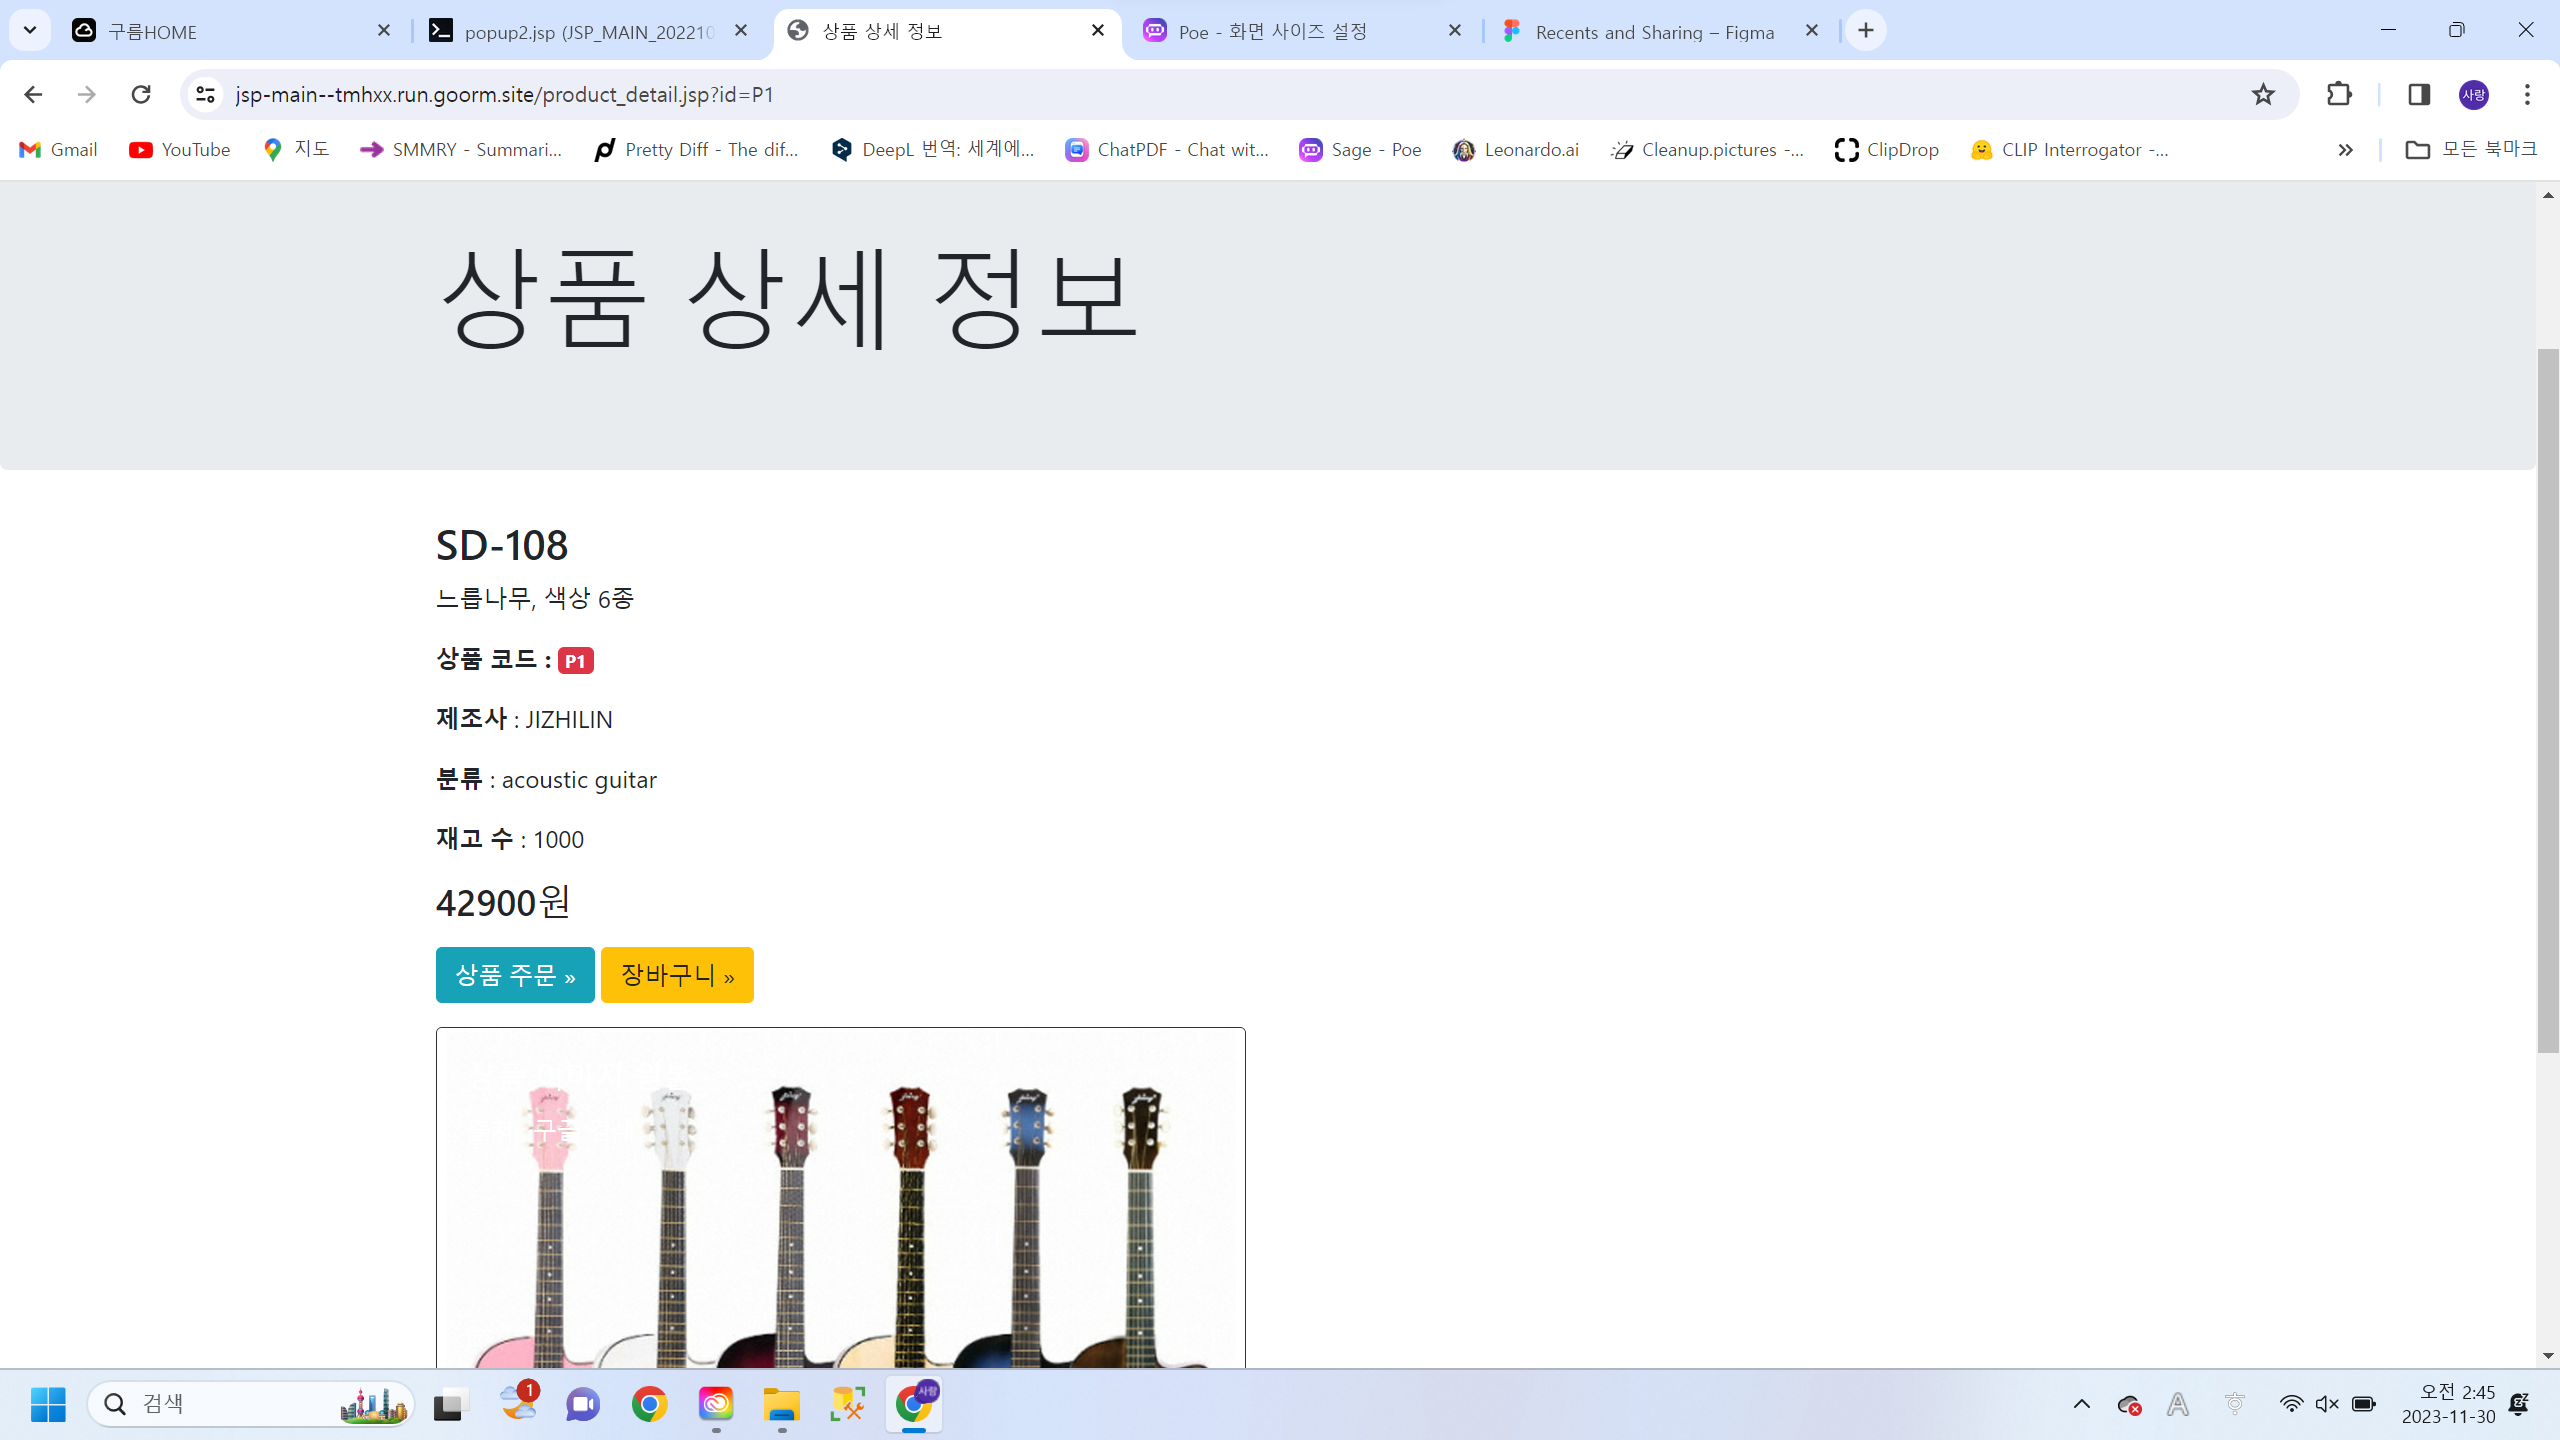 구름HOME
popup2.jsp (JSP_MAIN_202210
상품 상세 정보
Poe - 화면 사이즈 설정
Recents and Sharing – Figma
jsp-main--tmhxx.run.goorm.site/product_detail.jsp?id=P1
사랑
Gmail
YouTube
지도
SMMRY - Summari...
Pretty Diff - The dif...
DeepL 번역: 세계에...
ChatPDF - Chat wit...
Sage - Poe
Leonardo.ai
Cleanup.pictures -...
ClipDrop
CLIP Interrogator -...
모든 북마크
상품 상세 정보
SD-108
느릅나무, 색상 6종
상품 코드 : P1
제조사 : JIZHILIN
분류 : acoustic guitar
재고 수 : 1000
42900원
상품 주문 »
장바구니 »
검색
1
사랑
A
오전 2:45
2023-11-30